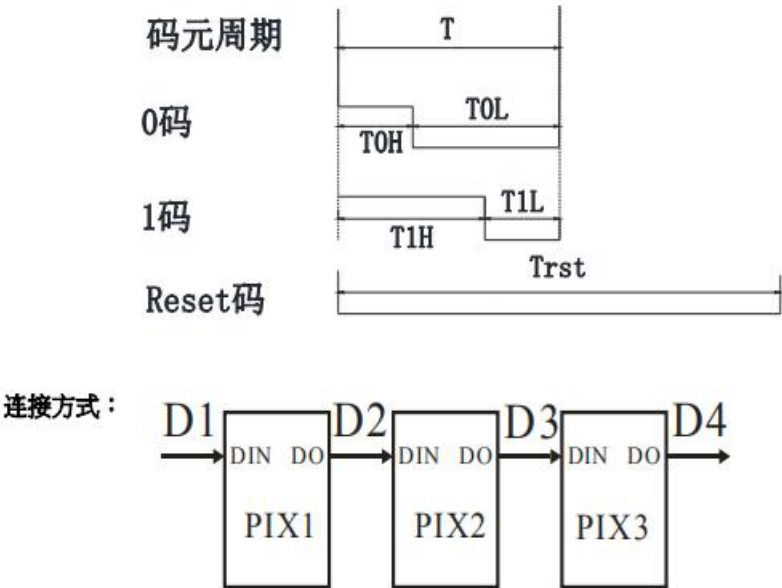 码元周期 T
0码 T0H T0L
1码 T1H T1L
Reset码 Trst
连接方式：
D1 D2 D3 D4
DIN DO DIN DO DIN DO
PIX1 PIX2 PIX3